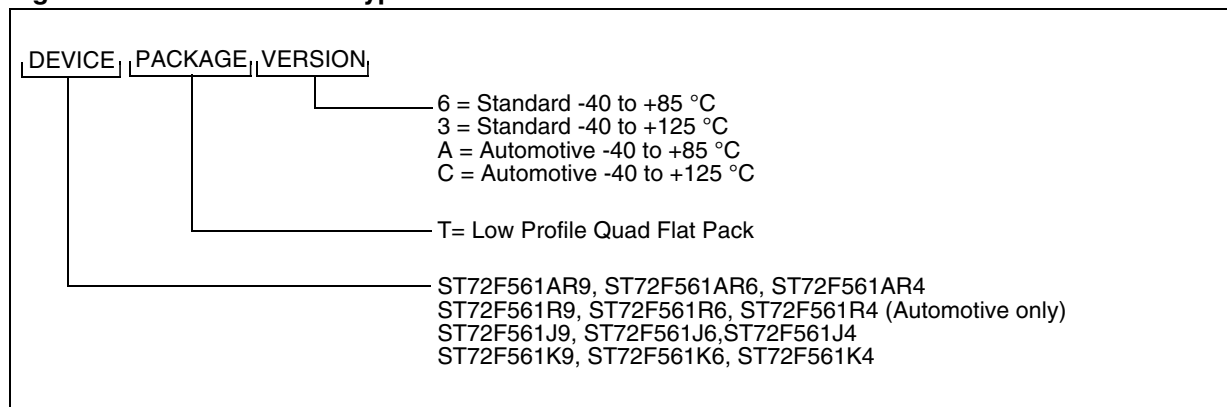 DEVICE PACKAGE VERSION
6 = Standard -40 to +85 °C
3 = Standard -40 to +125 °C
A = Automotive -40 to +85 °C
C = Automotive -40 to +125 °C
T= Low Profile Quad Flat Pack
ST72F561AR9, ST72F561AR6, ST72F561AR4
ST72F561R9, ST72F561R6, ST72F561R4 (Automotive only)
ST72F561J9, ST72F561J6,ST72F561J4
ST72F561K9, ST72F561K6, ST72F561K4